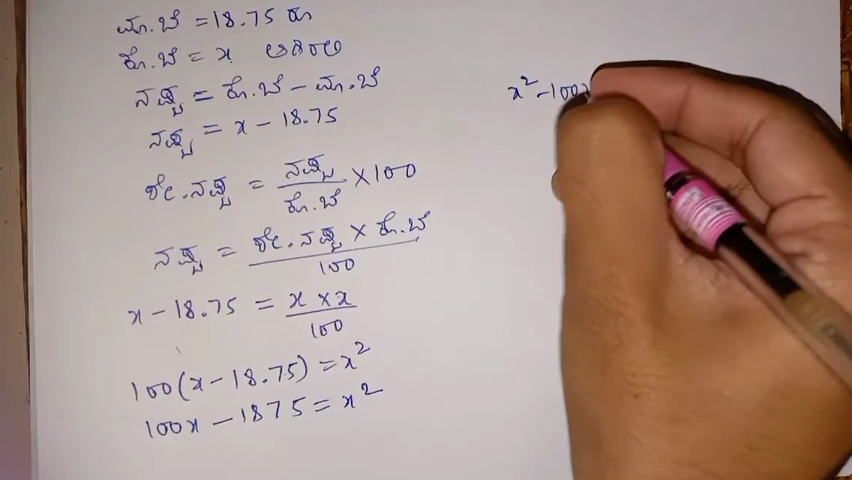 ಮಾ.ಬೆ = 18.75 ರೂ
ಕೊ.ಬೆ = x ಆಗಿರಲಿ
ನಷ್ಟ = ಕೊ.ಬೆ - ಮಾ.ಬೆ
ನಷ್ಟ = x - 18.75
ಶೇ.ನಷ್ಟ = ನಷ್ಟ / ಕೊ.ಬೆ × 100
ನಷ್ಟ = ಶೇ.ನಷ್ಟ × ಕೊ.ಬೆ / 100
x - 18.75 = x × x / 100
100(x - 18.75) = x²
100x - 1875 = x²
x² - 100